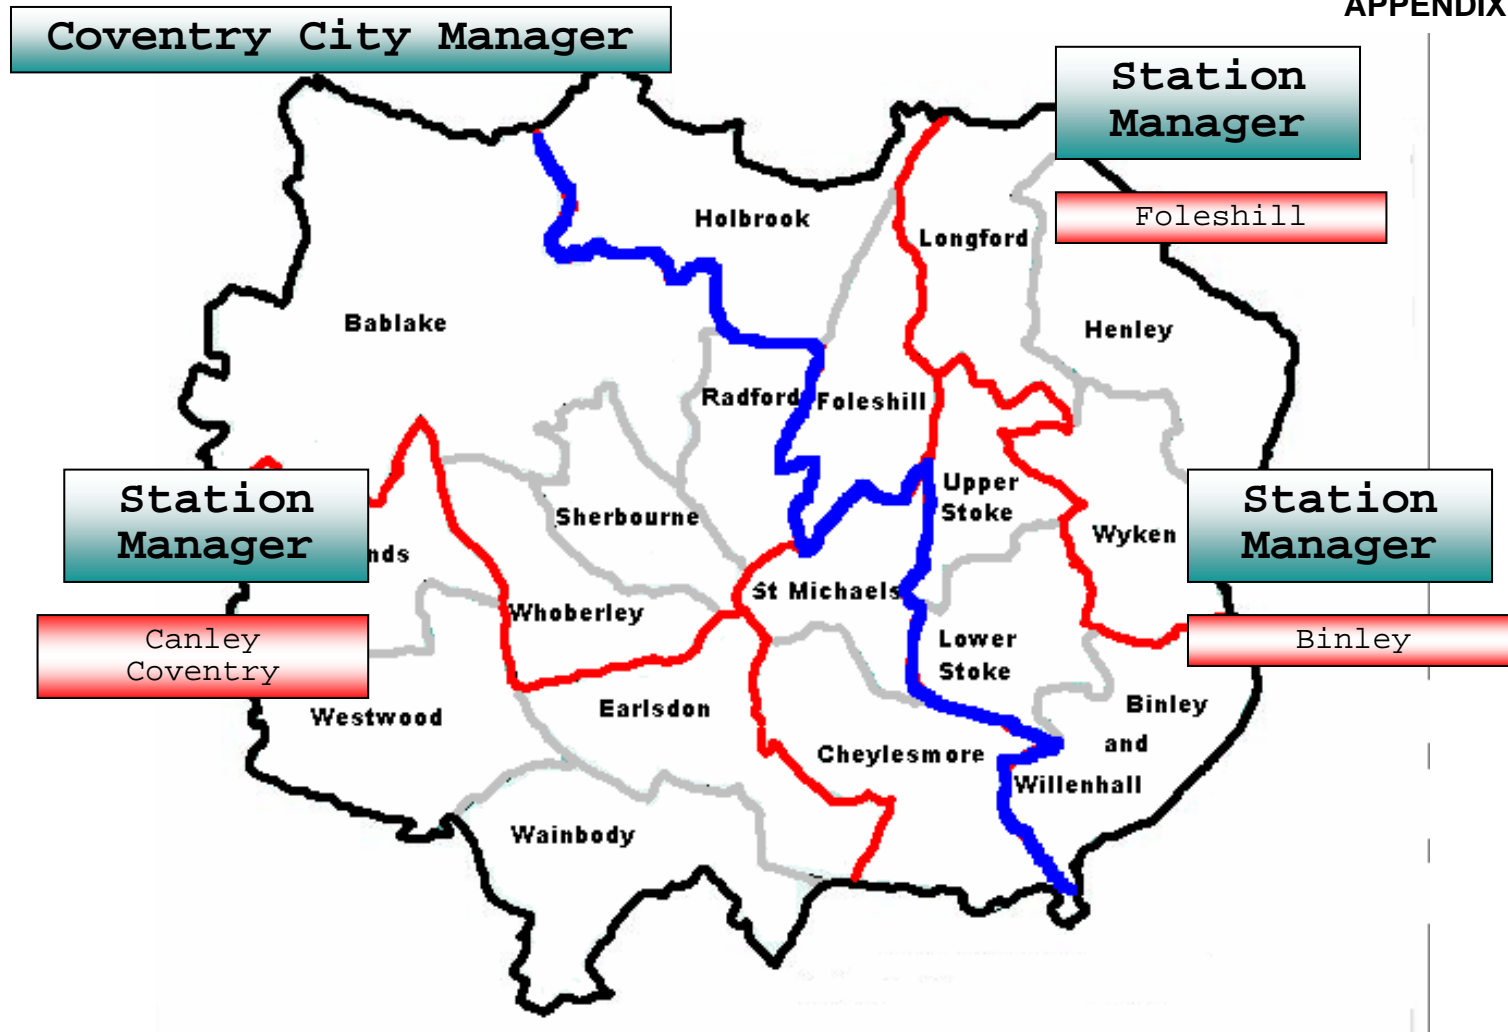 APPENDIX
Coventry City Manager
Station
Manager
Foleshill
Holbrook
Longford
Bablake
Henley
Radford
Foleshill
Station
Manager
Upper
Stoke
Sherbourne
Wyken
Station
Manager
nds
St Michaels
Whoberley
Canley
Coventry
Lower
Stoke
Binley
Westwood
Earlsdon
Binley
and
Willenhall
Cheylesmore
Wainbody